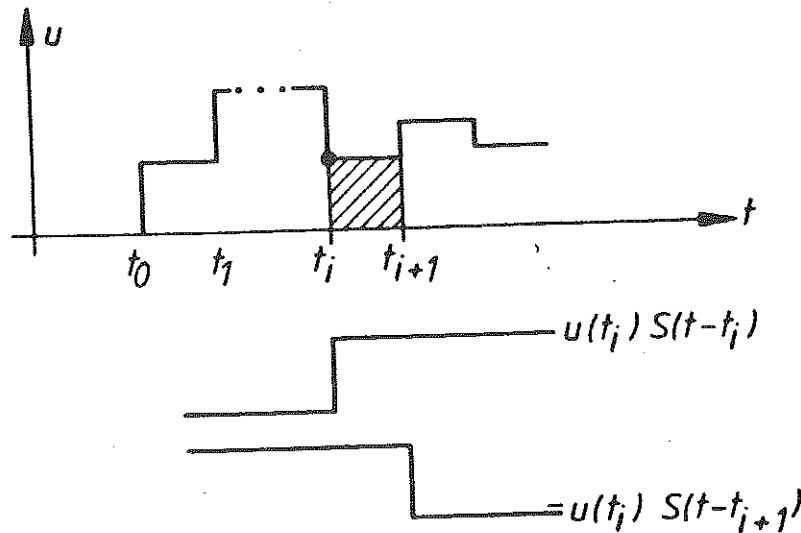 u
t
t₀ t₁ tᵢ tᵢ₊₁
u(tᵢ) S(t-tᵢ)
-u(tᵢ) S(t-tᵢ₊₁)